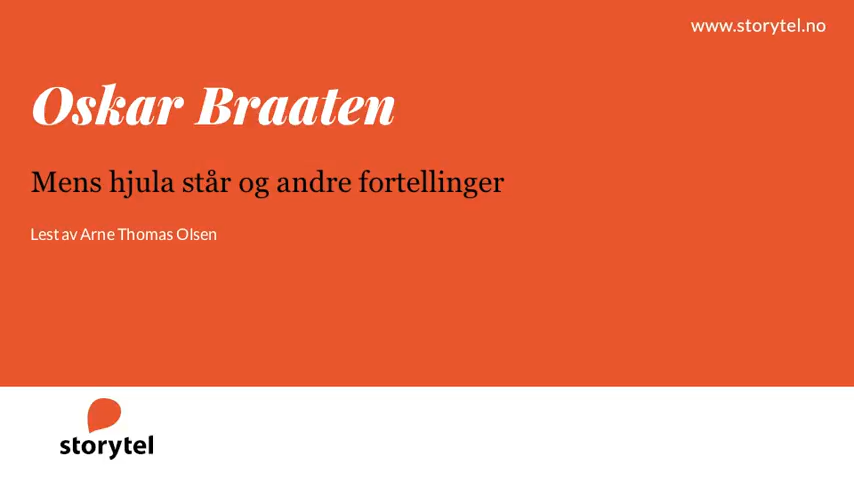 www.storytel.no
Oskar Braaten
Mens hjula står og andre fortellinger
Lest av Arne Thomas Olsen
storytel